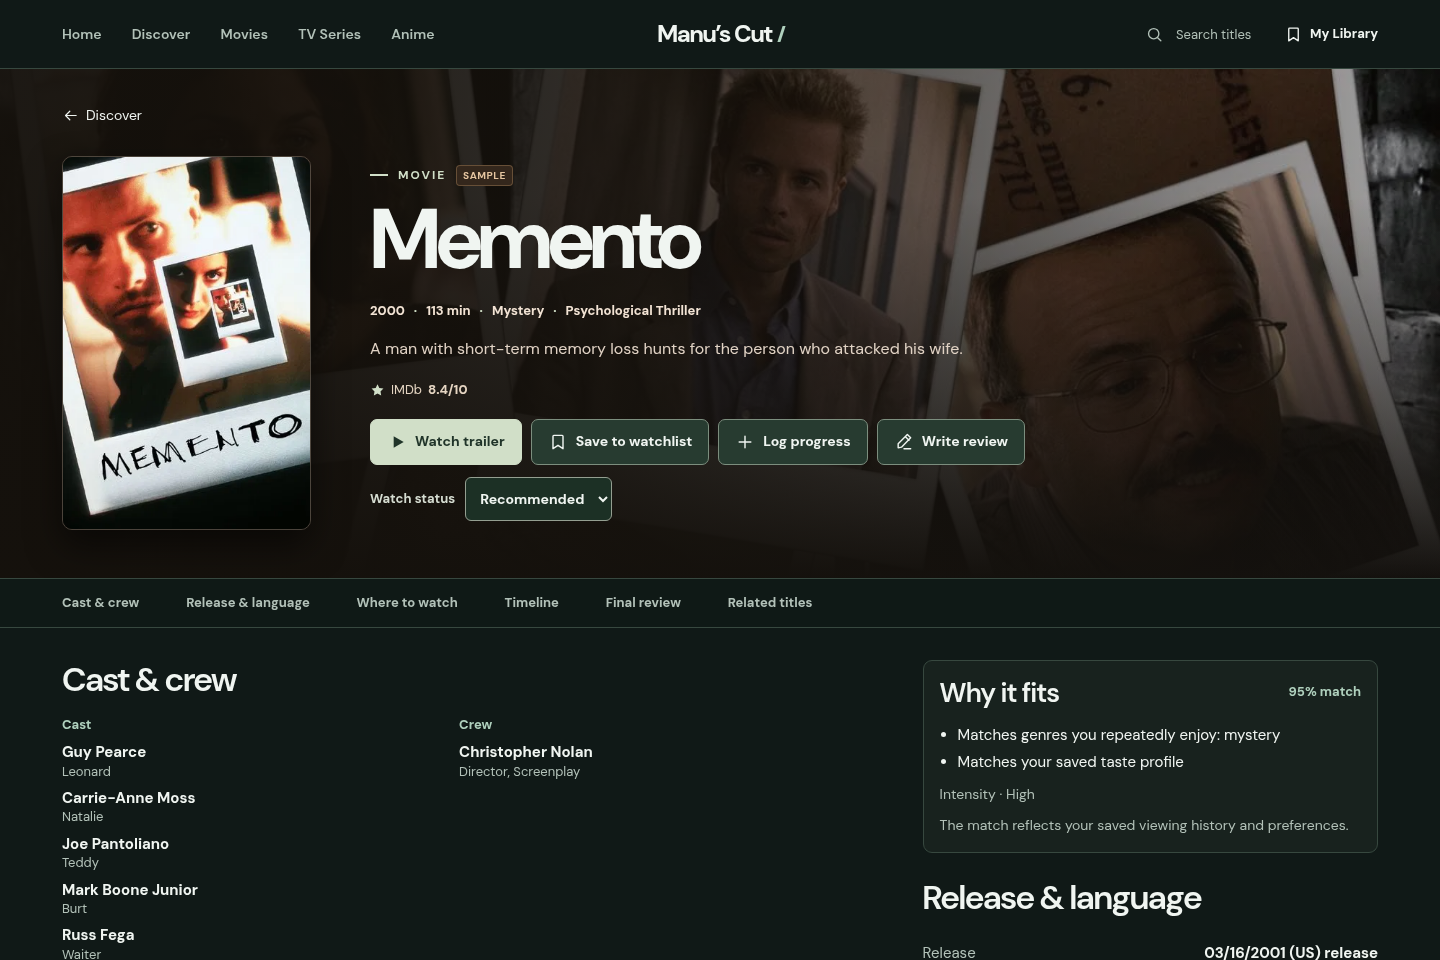 Home Discover Movies TV Series Anime Manu's Cut / Search titles My Library
← Discover
MOVIE SAMPLE
Memento
2000 · 113 min · Mystery · Psychological Thriller
A man with short-term memory loss hunts for the person who attacked his wife.
IMDb 8.4/10
Watch trailer Save to watchlist Log progress Write review
Watch status Recommended
MEMENTO
Cast & crew Release & language Where to watch Timeline Final review Related titles
Cast & crew
Cast
Guy Pearce
Leonard
Carrie-Anne Moss
Natalie
Joe Pantoliano
Teddy
Mark Boone Junior
Burt
Russ Fega
Waiter
Crew
Christopher Nolan
Director, Screenplay
Why it fits 95% match
• Matches genres you repeatedly enjoy: mystery
• Matches your saved taste profile
Intensity · High
The match reflects your saved viewing history and preferences.
Release & language
Release 03/16/2001 (US) release